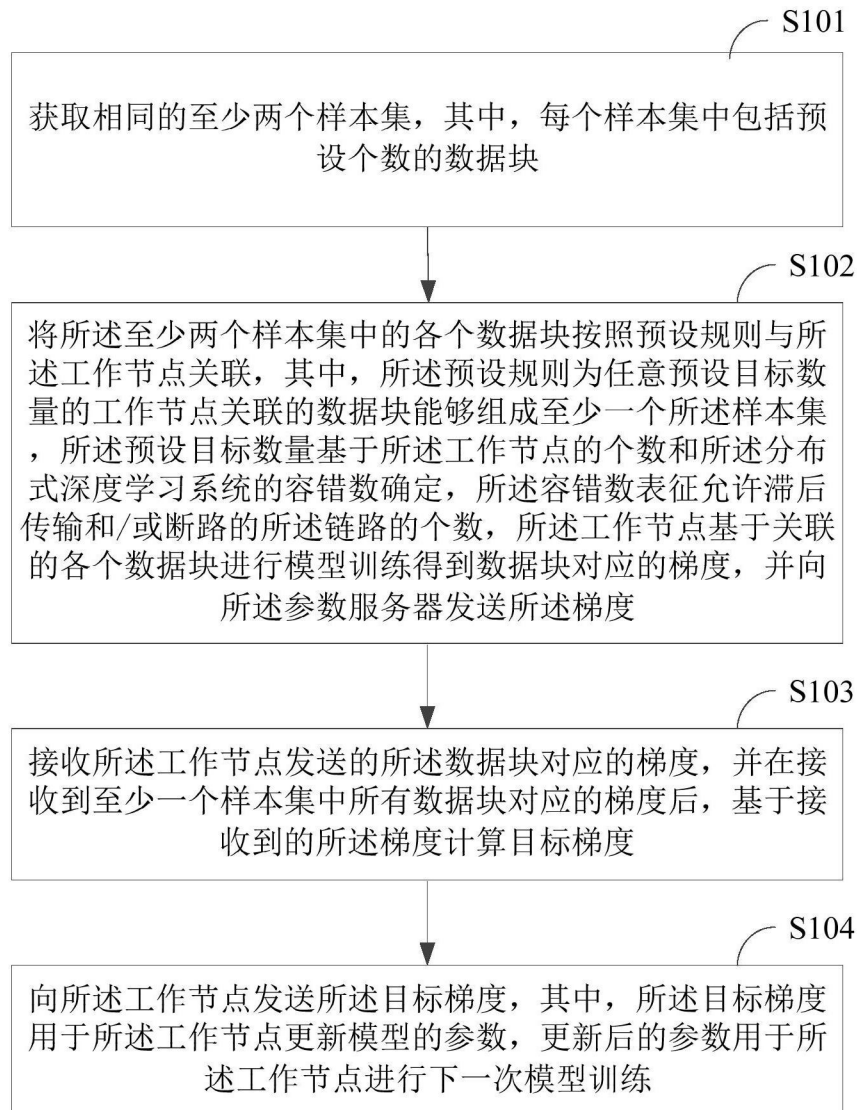 S101
获取相同的至少两个样本集，其中，每个样本集中包括预
设个数的数据块
S102
将所述至少两个样本集中的各个数据块按照预设规则与所
述工作节点关联，其中，所述预设规则为任意预设目标数
量的工作节点关联的数据块能够组成至少一个所述样本集
，所述预设目标数量基于所述工作节点的个数和所述分布
式深度学习系统的容错数确定，所述容错数表征允许滞后
传输和/或断路的所述链路的个数，所述工作节点基于关联
的各个数据块进行模型训练得到数据块对应的梯度，并向
所述参数服务器发送所述梯度
S103
接收所述工作节点发送的所述数据块对应的梯度，并在接
收到至少一个样本集中所有数据块对应的梯度后，基于接
收到的所述梯度计算目标梯度
S104
向所述工作节点发送所述目标梯度，其中，所述目标梯度
用于所述工作节点更新模型的参数，更新后的参数用于所
述工作节点进行下一次模型训练